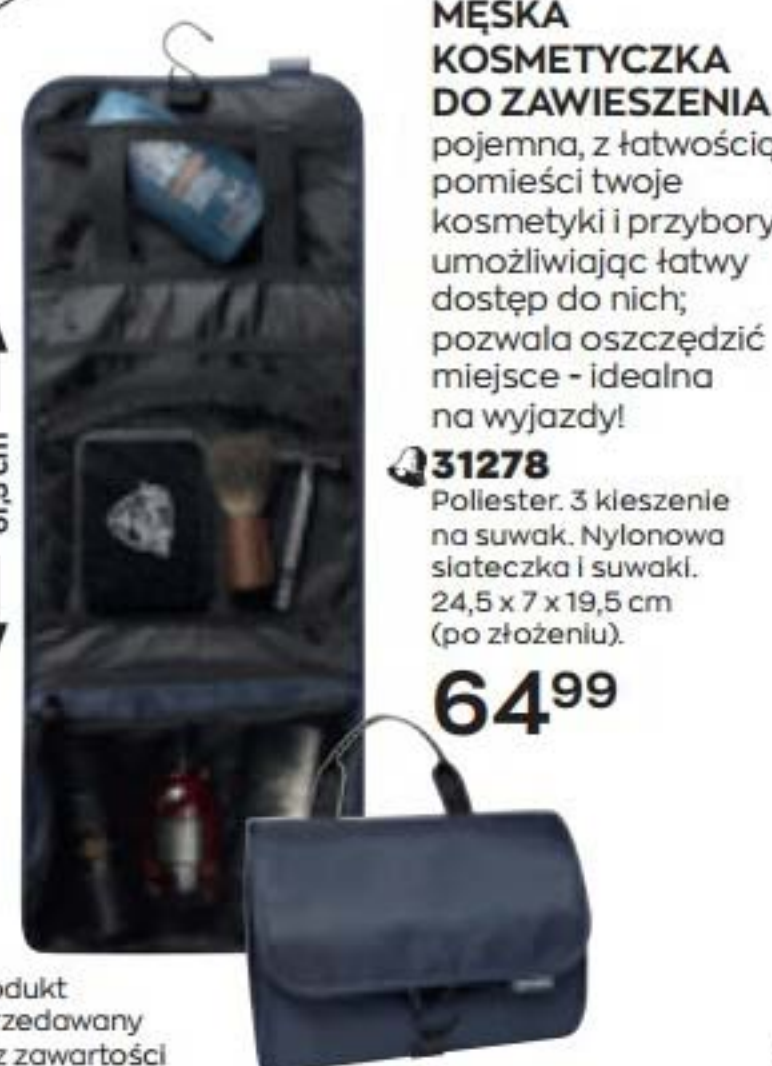 MĘSKA
KOSMETYCZKA
DO ZAWIESZENIA
pojemna, z łatwością
pomieści twoje
kosmetyki i przybory
umożliwiając łatwy
dostęp do nich;
pozwala oszczędzić
miejsce - idealna
na wyjazdy!
31278
Poliester. 3 kieszenie
na suwak. Nylonowa
siateczka i suwaki.
24,5 x 7 x 19,5 cm
(po złożeniu).
6499